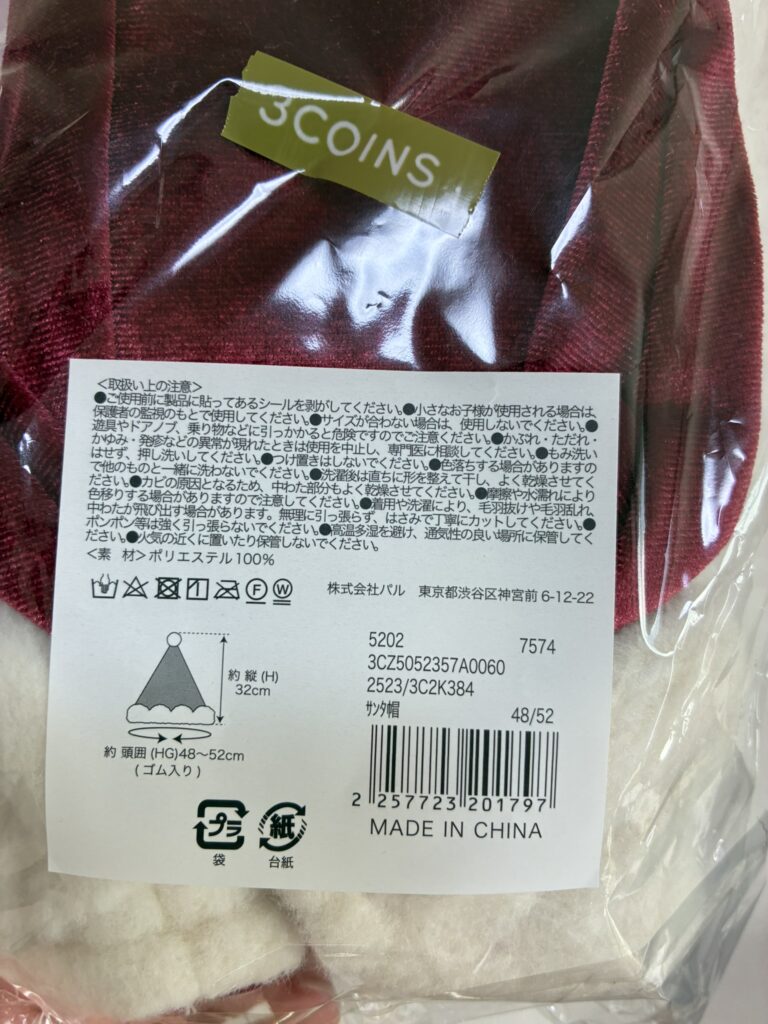 3COINS
＜取扱い上の注意＞
●ご使用前に製品に貼ってあるシールを剥がしてください。●小さなお子様が使用される場合は、
保護者の監視のもとで使用してください。●サイズが合わない場合は、使用しないでください。●
遊具やドアノブ、乗り物などに引っかかると危険ですのでご注意ください。●かぶれ・ただれ・
かゆみ・発疹などの異常が現れたときは使用を中止し、専門医に相談してください。●もみ洗い
はせず、押し洗いしてください。●つけ置きはしないでください。●色落ちする場合がありますの
で他のものと一緒に洗わないでください。●洗濯後は直ちに形を整えて干し、よく乾燥させてくだ
さい。●カビの原因となるため、中わた部分もよく乾燥させてください。●摩擦や水濡れにより
色移りする場合がありますので注意してください。●着用や洗濯により、毛羽抜けや毛羽乱れ、
中わたが飛び出す場合があります。無理に引っ張らず、はさみで丁寧にカットしてください。●
ポンポン等は強く引っ張らないでください。●高温多湿を避け、通気性の良い場所に保管してく
ださい。●火気の近くに置いたり保管しないでください。
＜素 材＞ポリエステル100%
F W
株式会社パル 東京都渋谷区神宮前 6-12-22
約 縦 (H)
32cm
約 頭囲 (HG)48〜52cm
(ゴム入り)
5202 7574
3CZ5052357A0060
2523/3C2K384
ｻﾝﾀ帽 48/52
2 257723 201797
MADE IN CHINA
プラ 紙
袋 台紙